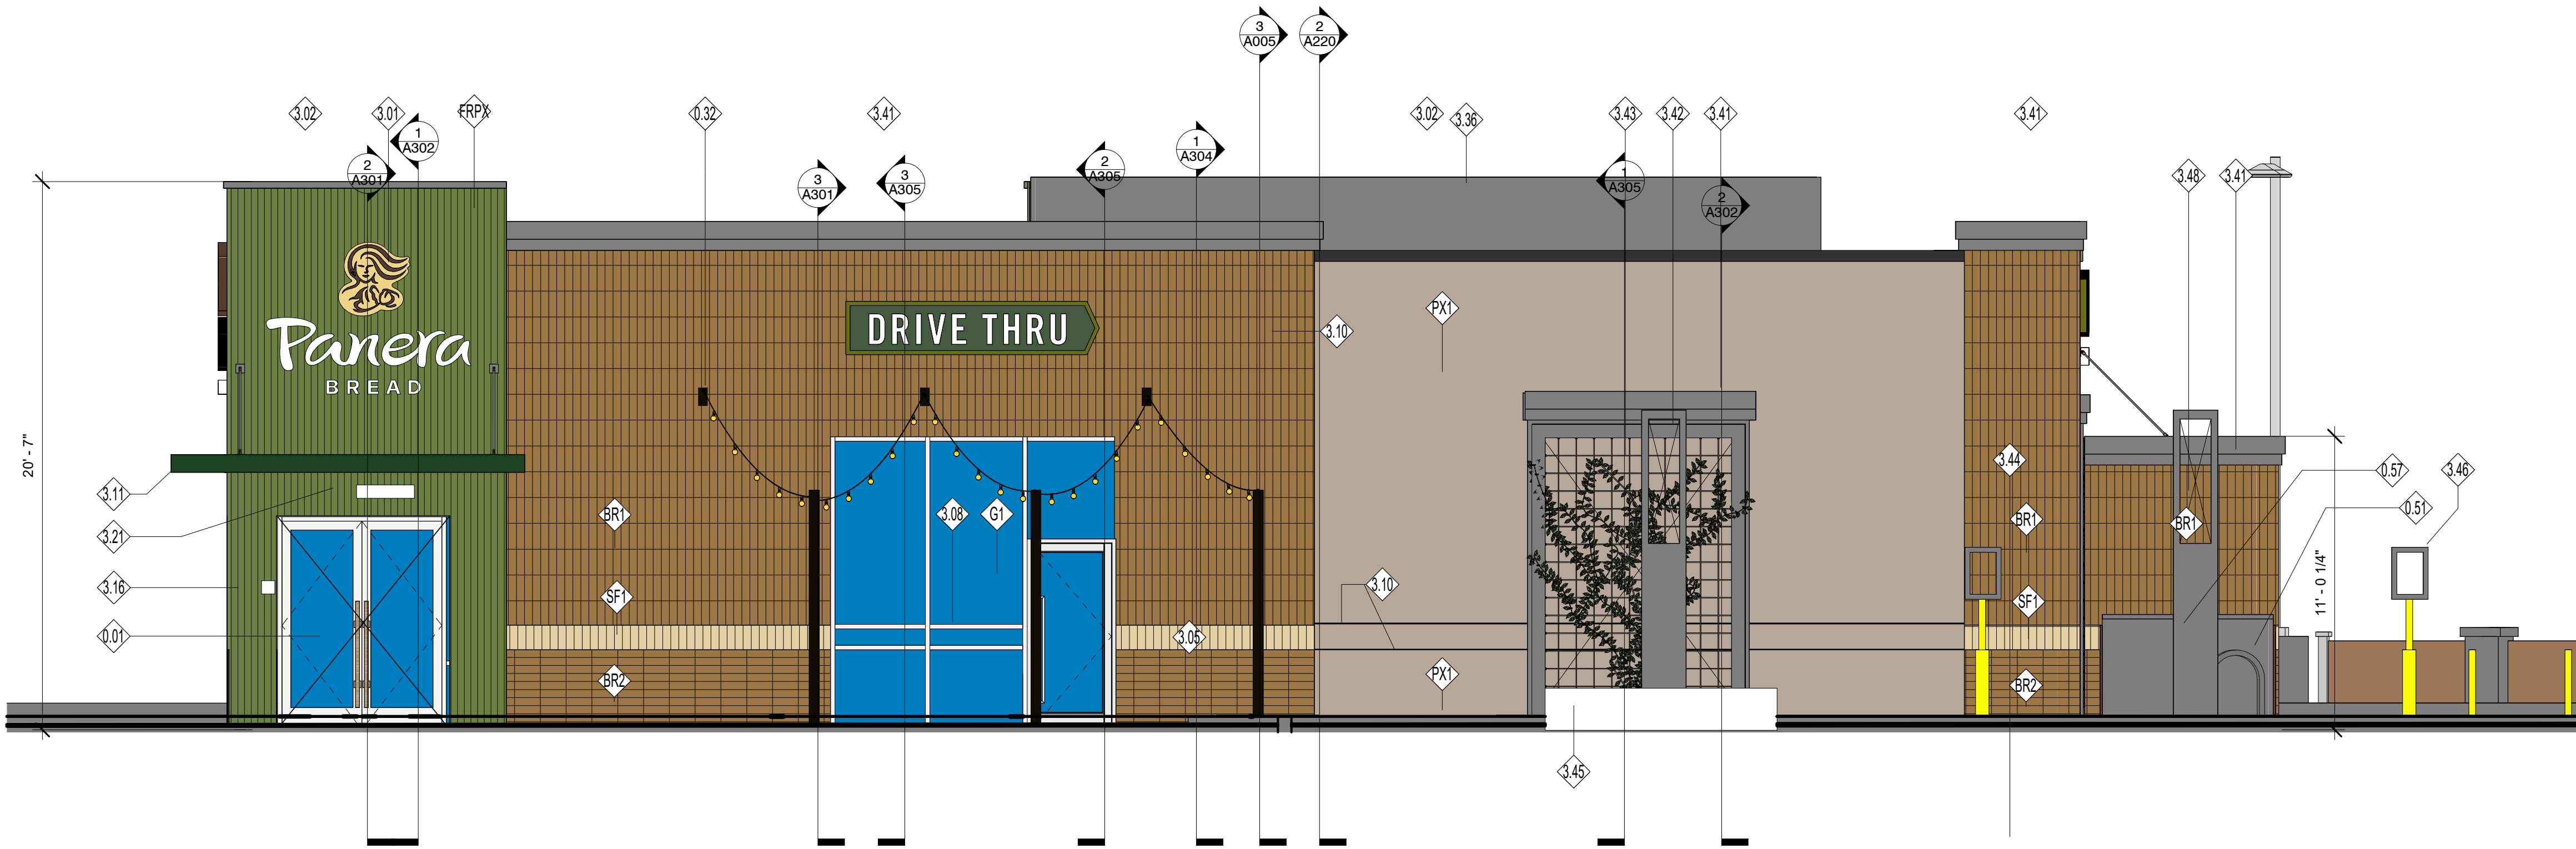 3
A005
2
A220
3.02
3.01
FRPX
0.32
3.41
3.02
3.36
3.43
3.42
3.41
3.41
1
A302
2
A301
3
A301
3
A305
2
A305
1
A304
1
A305
2
A302
3.48
3.41
Panera
BREAD
DRIVE THRU
3.10
PX1
20' - 7"
3.11
3.21
3.16
0.01
BR1
SF1
BR2
3.08
G1
3.05
3.10
PX1
3.45
3.44
BR1
SF1
BR2
BR1
0.57
3.46
0.51
11' - 0 1/4"